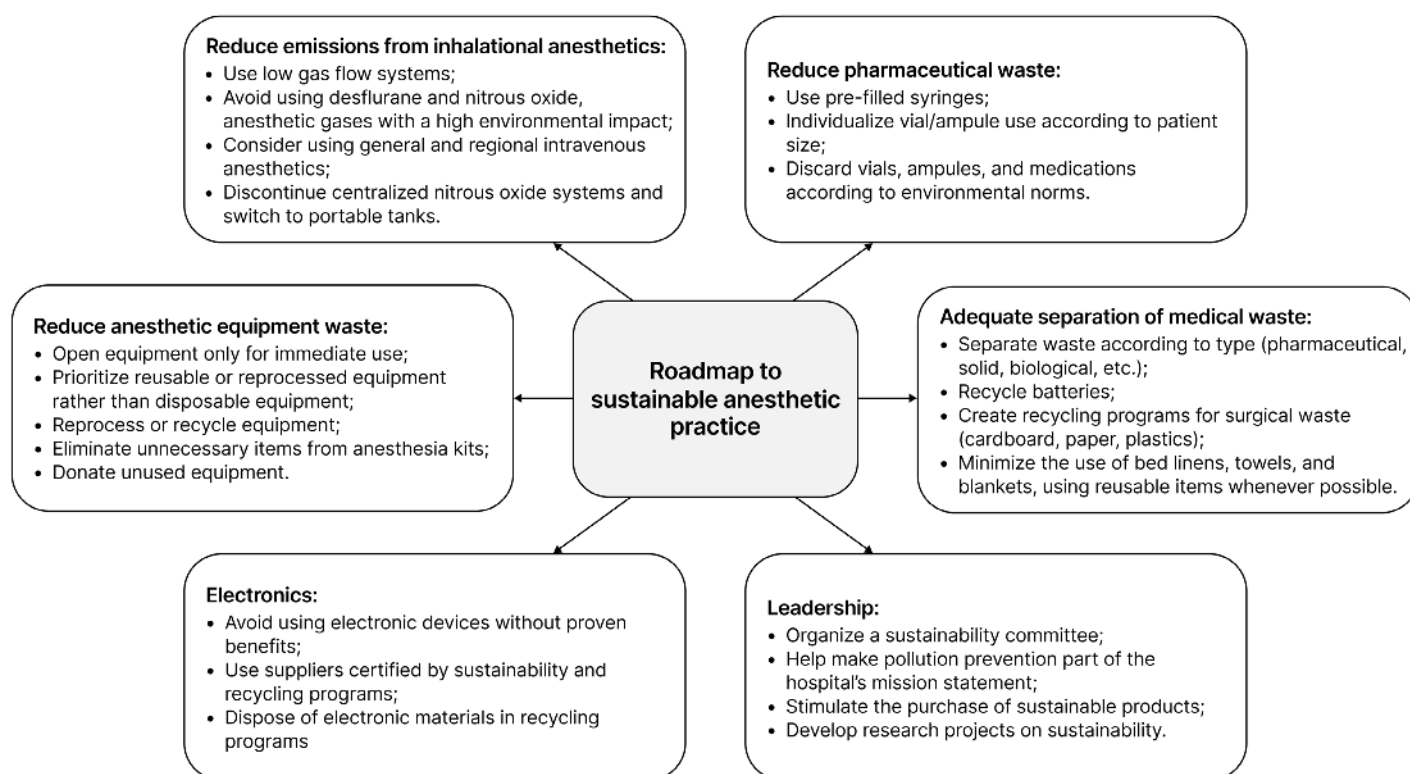 Reduce emissions from inhalational anesthetics:
• Use low gas flow systems;
• Avoid using desflurane and nitrous oxide,
anesthetic gases with a high environmental impact;
• Consider using general and regional intravenous
anesthetics;
• Discontinue centralized nitrous oxide systems and
switch to portable tanks.
Reduce pharmaceutical waste:
• Use pre-filled syringes;
• Individualize vial/ampule use according to patient
size;
• Discard vials, ampules, and medications
according to environmental norms.
Reduce anesthetic equipment waste:
• Open equipment only for immediate use;
• Prioritize reusable or reprocessed equipment
rather than disposable equipment;
• Reprocess or recycle equipment;
• Eliminate unnecessary items from anesthesia kits;
• Donate unused equipment.
Roadmap to
sustainable anesthetic
practice
Adequate separation of medical waste:
• Separate waste according to type (pharmaceutical,
solid, biological, etc.);
• Recycle batteries;
• Create recycling programs for surgical waste
(cardboard, paper, plastics);
• Minimize the use of bed linens, towels, and
blankets, using reusable items whenever possible.
Electronics:
• Avoid using electronic devices without proven
benefits;
• Use suppliers certified by sustainability and
recycling programs;
• Dispose of electronic materials in recycling
programs
Leadership:
• Organize a sustainability committee;
• Help make pollution prevention part of the
hospital's mission statement;
• Stimulate the purchase of sustainable products;
• Develop research projects on sustainability.